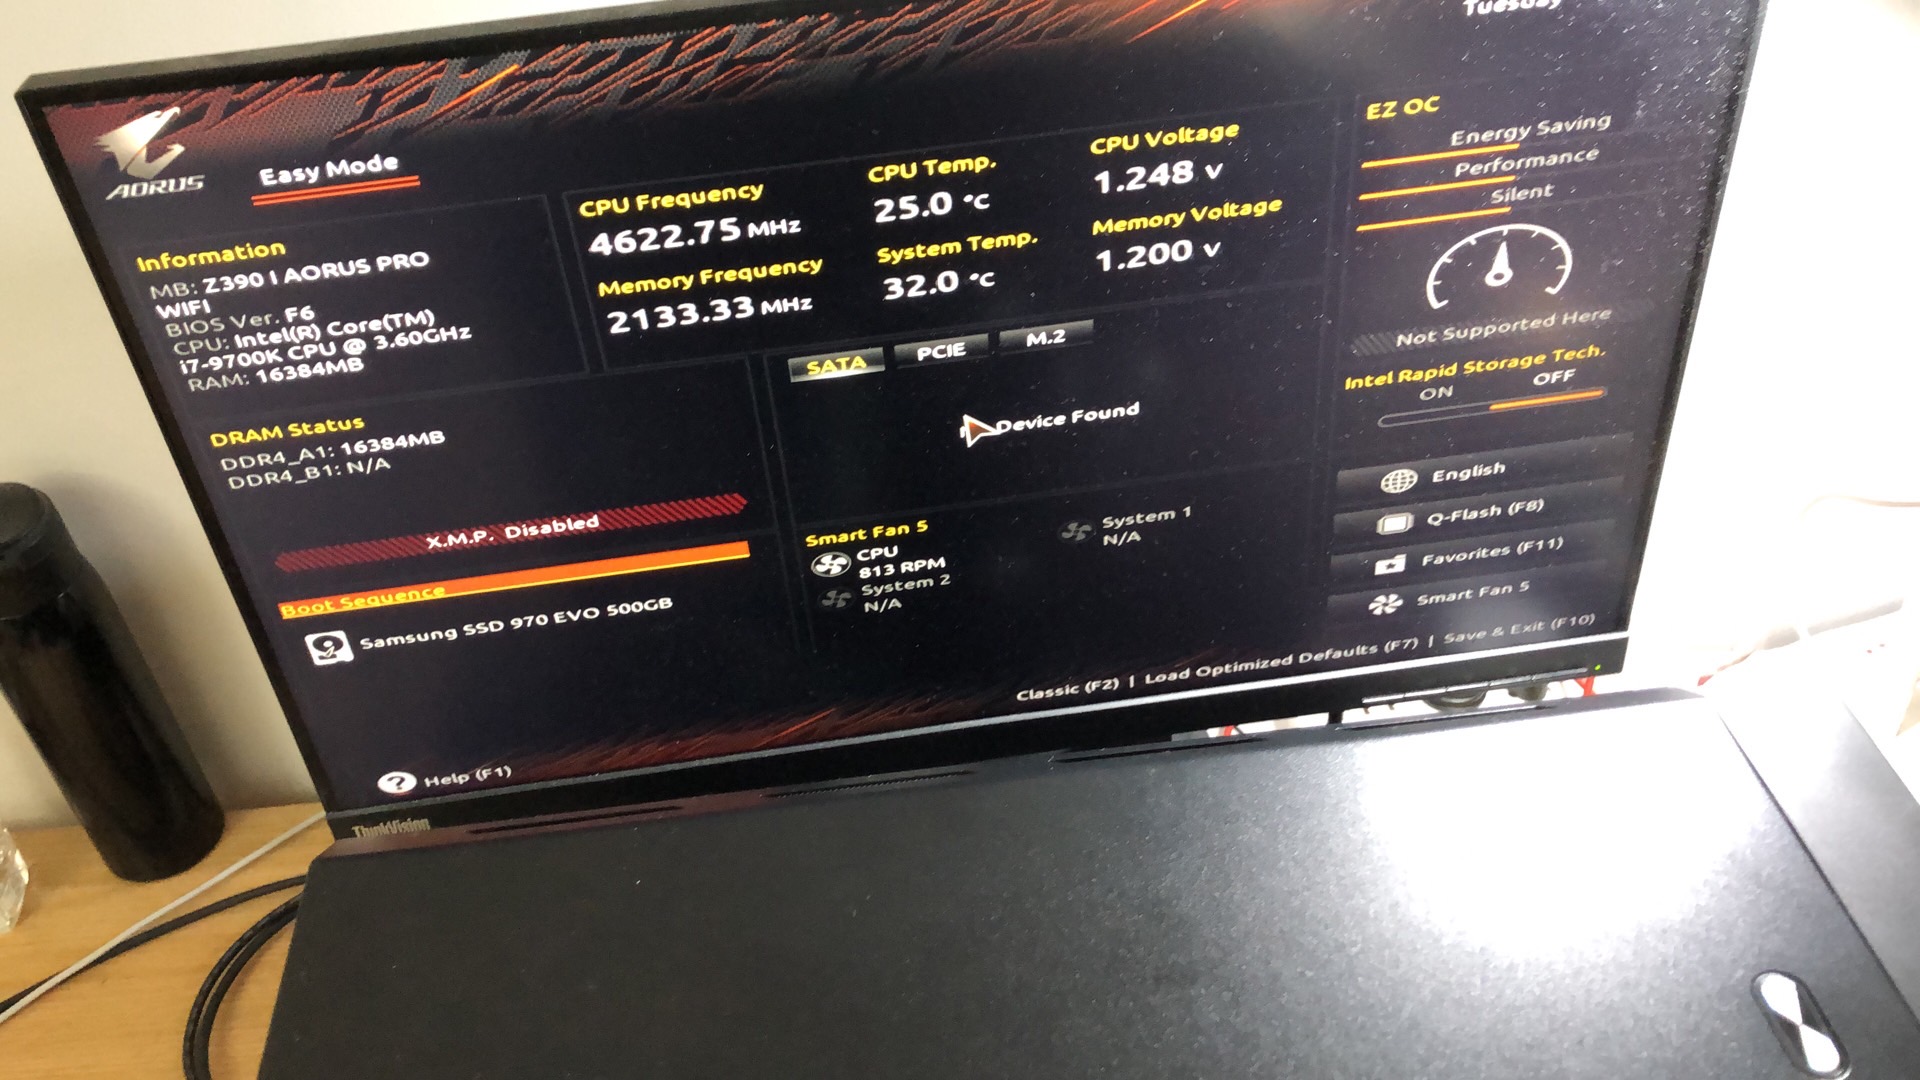 Tuesday
AORUS
Easy Mode
Information
MB: Z390 I AORUS PRO
WIFI
BIOS Ver. F6
CPU: Intel(R) Core(TM)
i7-9700K CPU @ 3.60GHz
RAM: 16384MB
CPU Frequency
4622.75 MHz
Memory Frequency
2133.33 MHz
CPU Temp.
25.0 °C
System Temp.
32.0 °C
CPU Voltage
1.248 v
Memory Voltage
1.200 v
EZ OC
Energy Saving
Performance
Silent
Not Supported Here
Intel Rapid Storage Tech.
ON OFF
DRAM Status
DDR4_A1: 16384MB
DDR4_B1: N/A
X.M.P. Disabled
Boot Sequence
Samsung SSD 970 EVO 500GB
SATA PCIE M.2
Device Found
Smart Fan 5
CPU
813 RPM
System 2
N/A
System 1
N/A
English
Q-Flash (F8)
Favorites (F11)
Smart Fan 5
Classic (F2) | Load Optimized Defaults (F7) | Save & Exit (F10)
Help (F1)
ThinkVision